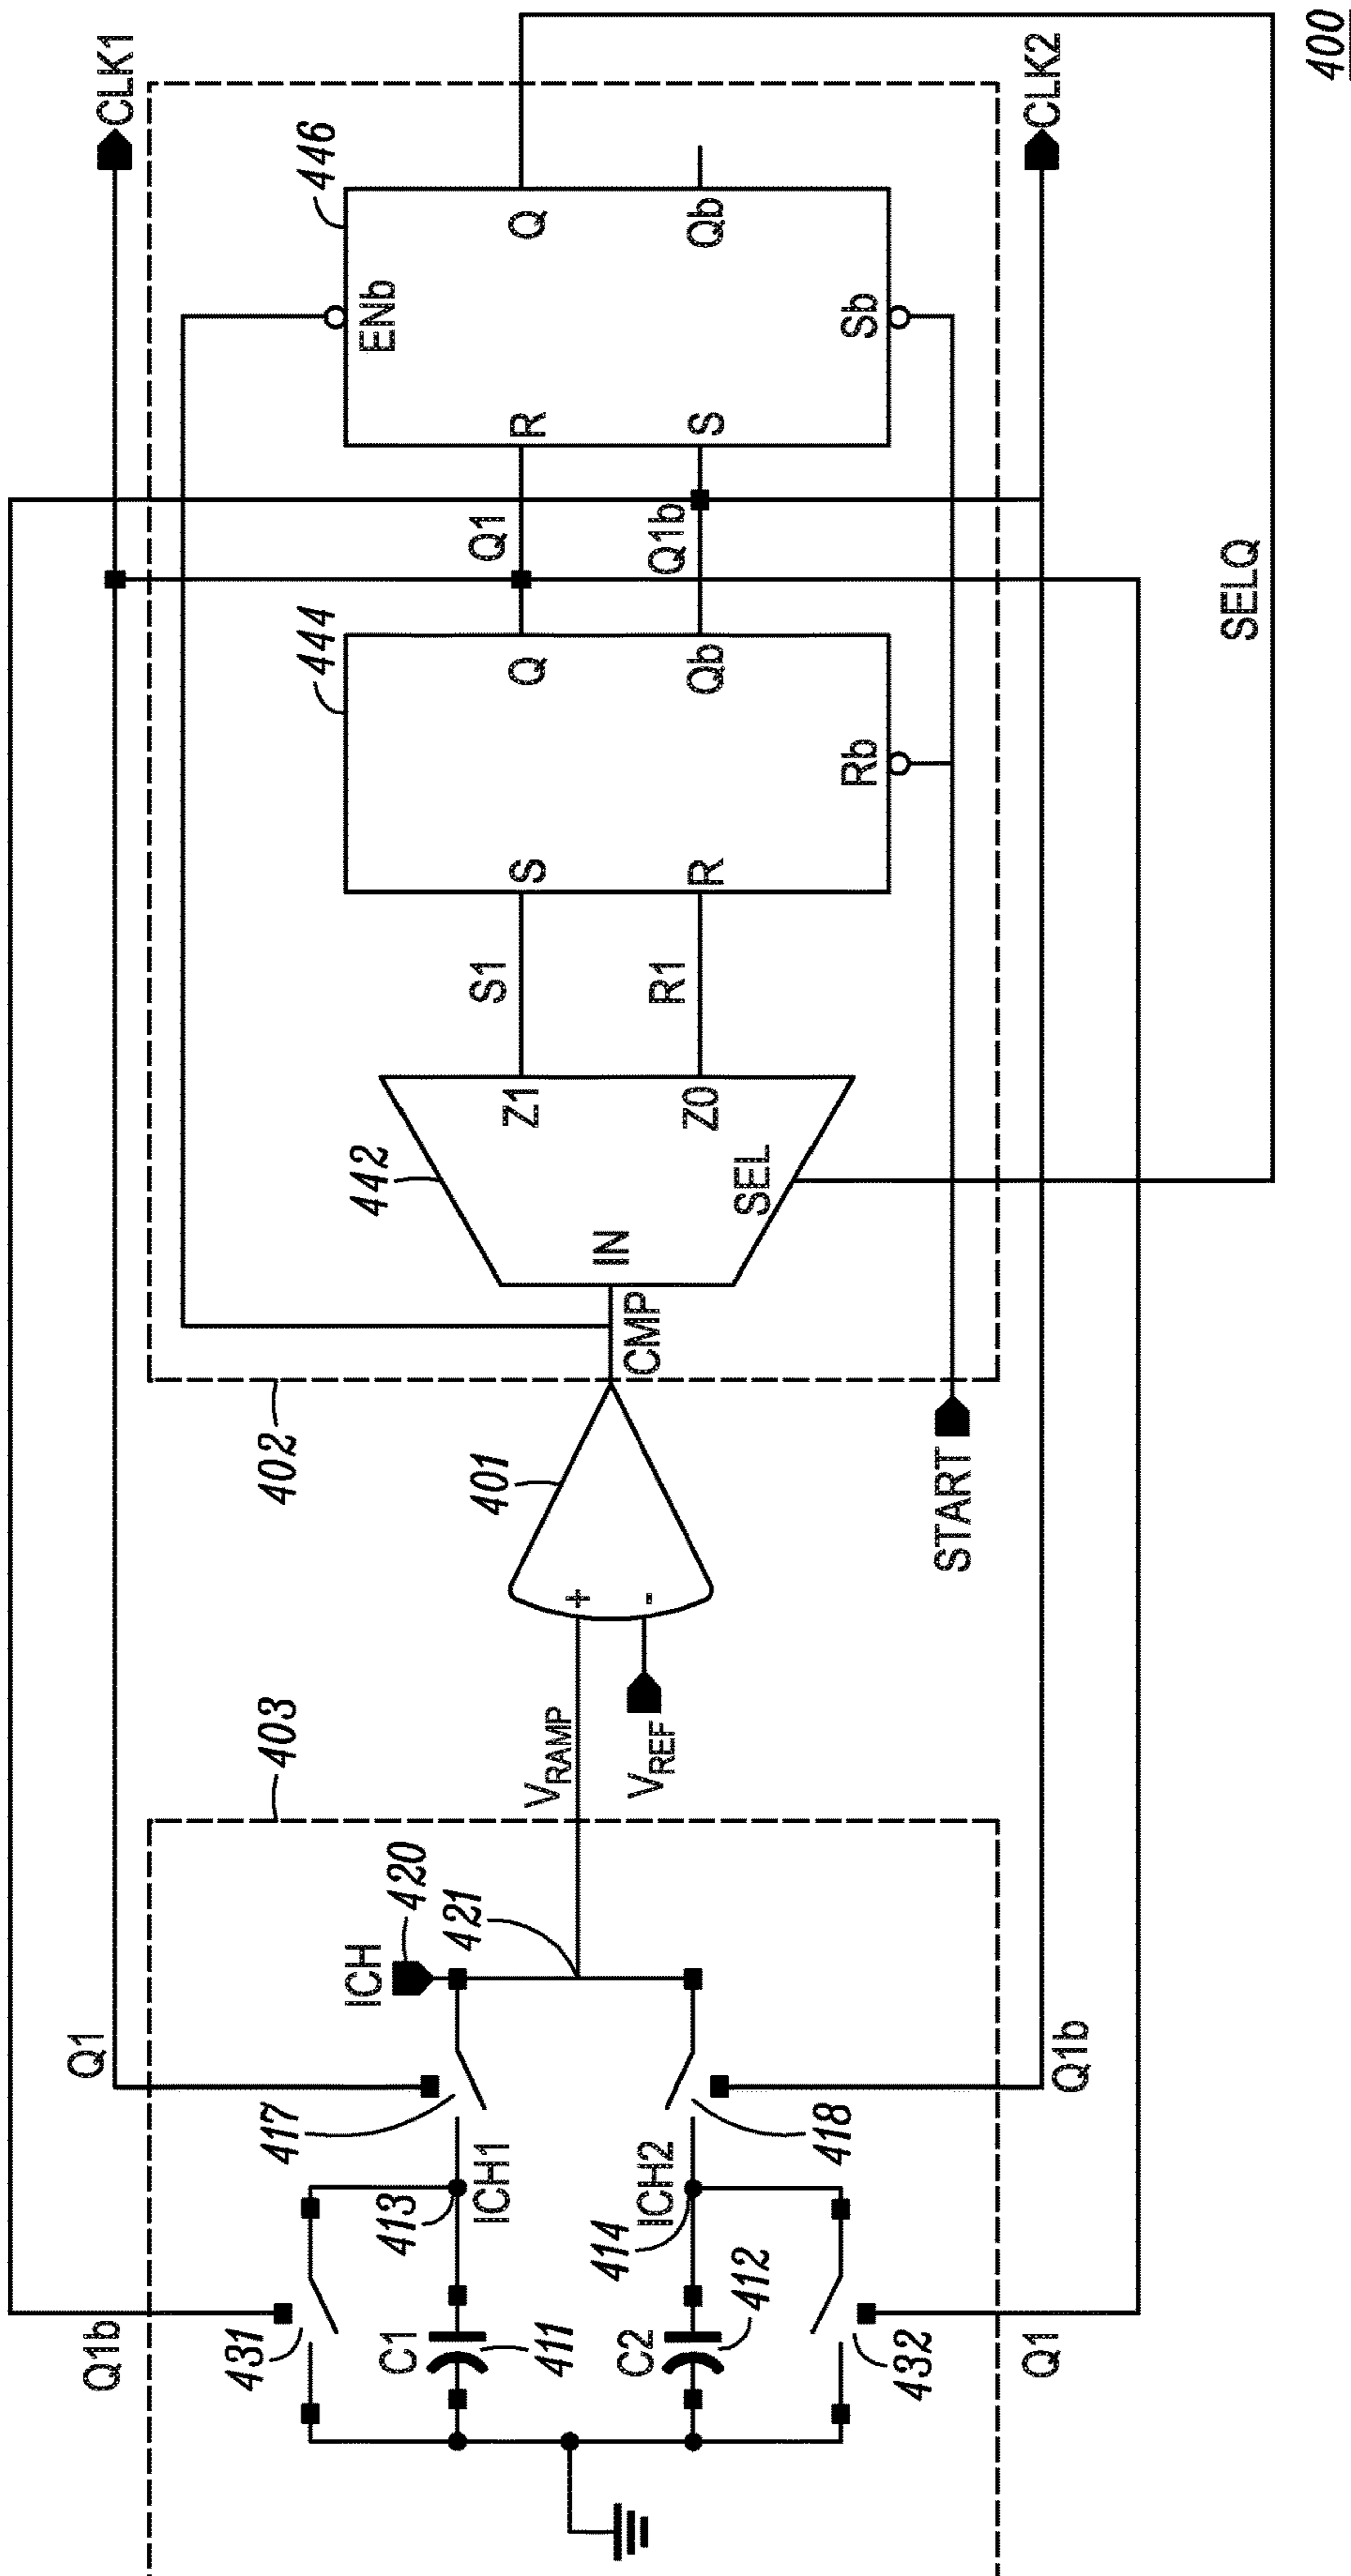 400
CLK1
CLK2
446
ENb
Q
Qb
R
S
Sb
Q1
Q1b
SELQ
444
Q
Qb
S
R
Rb
S1
R1
442
Z1
Z0
SEL
IN
CMP
402
401
+
-
START
403
VRAMP
VREF
ICH
420
421
Q1
Q1b
417
418
ICH1
ICH2
413
414
Q1b
431
C1
411
C2
412
432
Q1